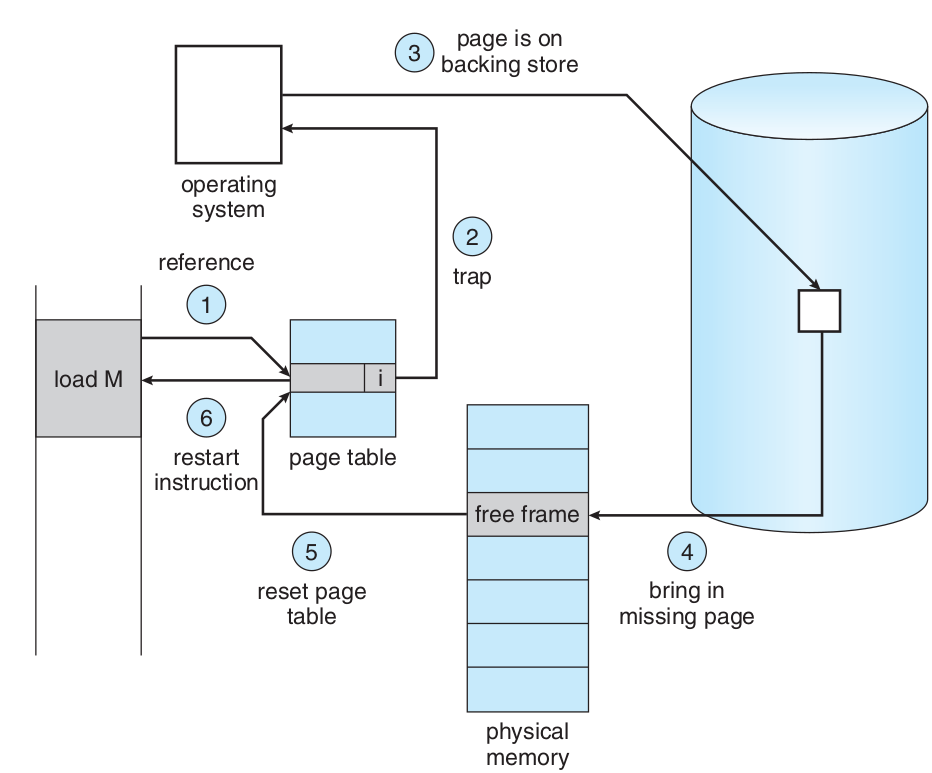 3
page is on
backing store
operating
system
2
trap
reference
1
load M
i
6
restart
instruction
page table
free frame
5
reset page
table
4
bring in
missing page
physical
memory